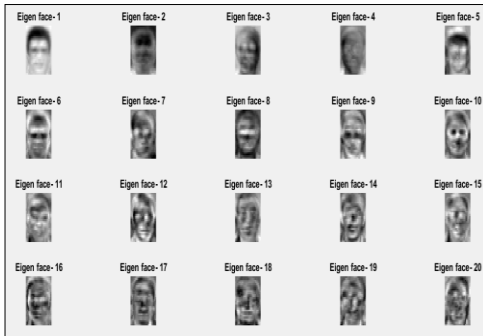 Eigen face- 1 Eigen face- 2 Eigen face- 3 Eigen face- 4 Eigen face- 5
Eigen face- 6 Eigen face- 7 Eigen face- 8 Eigen face- 9 Eigen face- 10
Eigen face- 11 Eigen face- 12 Eigen face- 13 Eigen face- 14 Eigen face- 15
Eigen face- 16 Eigen face- 17 Eigen face- 18 Eigen face- 19 Eigen face- 20